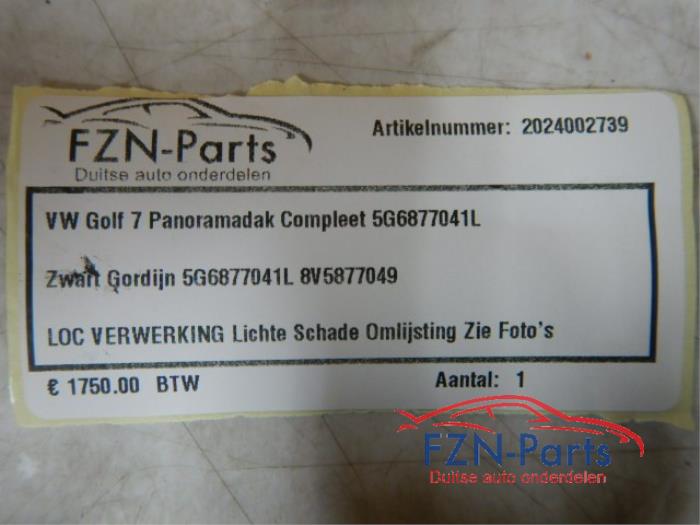 FZN-Parts
Duitse auto onderdelen
Artikelnummer: 2024002739
VW Golf 7 Panoramadak Compleet 5G6877041L
Zwart Gordijn 5G6877041L 8V5877049
LOC VERWERKING Lichte Schade Omlijsting Zie Foto's
€ 1750.00 BTW
Aantal: 1
FZN-Parts
Duitse auto onderdelen